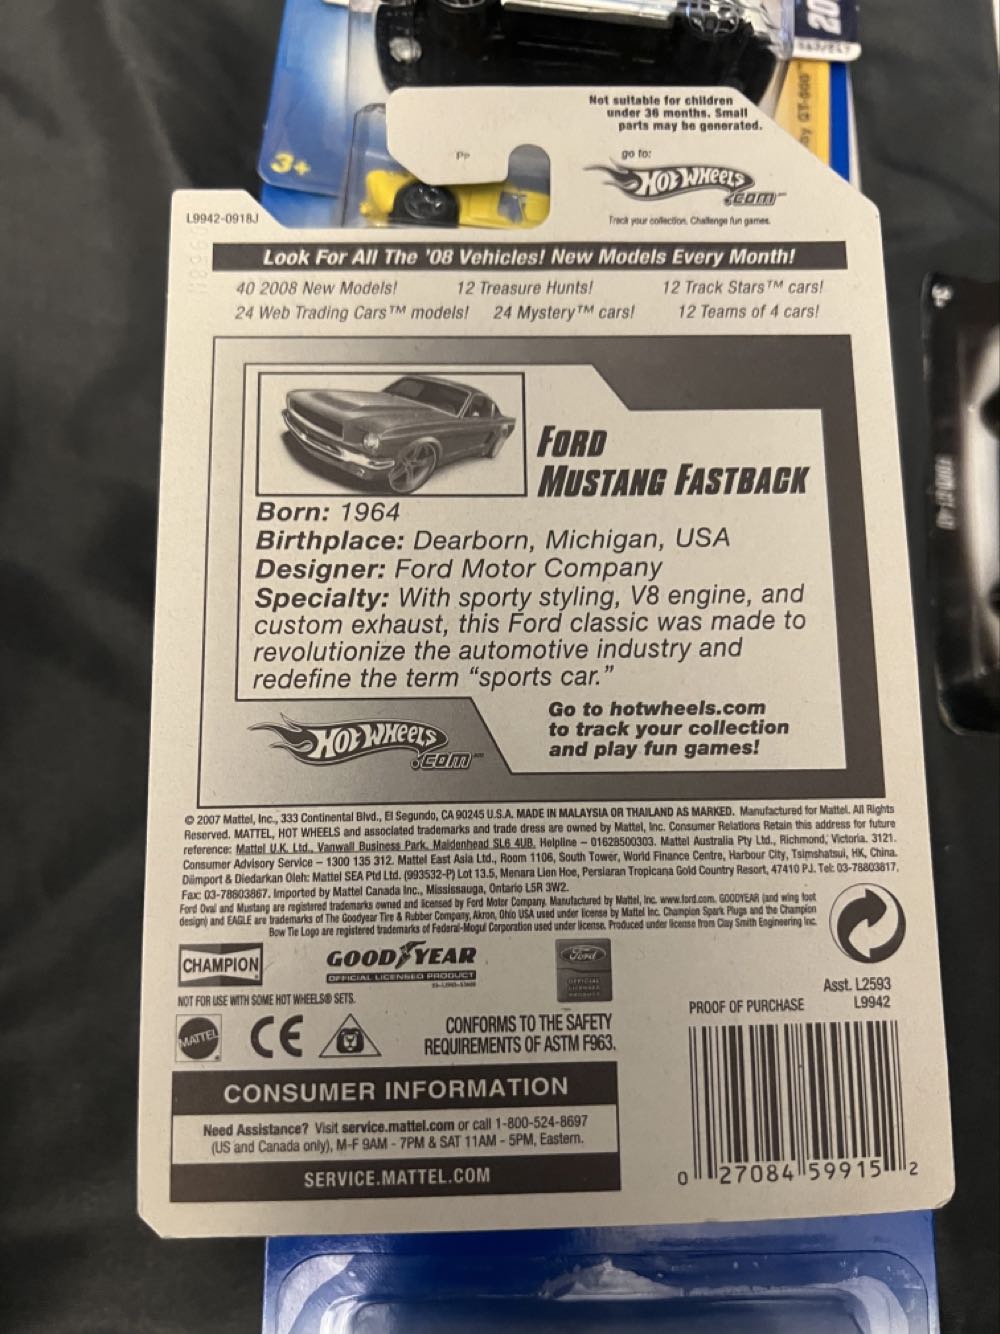 20
3+
Not suitable for children
under 36 months. Small
parts may be generated.
Pp
go to:
HOT WHEELS
.COM™
Track your collection. Challenge fun games.
L9942-0918J
Look For All The '08 Vehicles! New Models Every Month!
40 2008 New Models! 12 Treasure Hunts! 12 Track Stars™ cars!
24 Web Trading Cars™ models! 24 Mystery™ cars! 12 Teams of 4 cars!
FORD
MUSTANG FASTBACK
Born: 1964
Birthplace: Dearborn, Michigan, USA
Designer: Ford Motor Company
Specialty: With sporty styling, V8 engine, and
custom exhaust, this Ford classic was made to
revolutionize the automotive industry and
redefine the term “sports car.”
HOT WHEELS
.COM™
Go to hotwheels.com
to track your collection
and play fun games!
© 2007 Mattel, Inc., 333 Continental Blvd., El Segundo, CA 90245 U.S.A. MADE IN MALAYSIA OR THAILAND AS MARKED. Manufactured for Mattel. All Rights
Reserved. MATTEL, HOT WHEELS and associated trademarks and trade dress are owned by Mattel, Inc. Consumer Relations Retain this address for future
reference: Mattel U.K. Ltd., Vanwall Business Park, Maidenhead SL6 4UB. Helpline – 01628500303. Mattel Australia Pty Ltd., Richmond, Victoria. 3121.
Consumer Advisory Service – 1300 135 312. Mattel East Asia Ltd., Room 1106, South Tower, World Finance Centre, Harbour City, Tsimshatsui, HK, China.
Diimport & Diedarkan Oleh: Mattel SEA Ptd Ltd. (993532-P) Lot 13.5, Menara Lien Hoe, Persiaran Tropicana Gold Country Resort, 47410 PJ. Tel: 03-78803817,
Fax: 03-78803867. Imported by Mattel Canada Inc., Mississauga, Ontario L5R 3W2.
Ford Oval and Mustang are registered trademarks owned and licensed by Ford Motor Company. Manufactured by Mattel, Inc. www.ford.com. GOODYEAR (and wing foot
design) and EAGLE are trademarks of The Goodyear Tire & Rubber Company, Akron, Ohio USA used under license by Mattel Inc. Champion Spark Plugs and the Champion
Bow Tie Logo are registered trademarks of Federal-Mogul Corporation used under license. Produced under license from Clay Smith Engineering Inc.
CHAMPION
GOODYEAR
OFFICIAL LICENSED PRODUCT
Ford
OFFICIAL
LICENSED
PRODUCT
NOT FOR USE WITH SOME HOT WHEELS® SETS.
MATTEL
CE
CONFORMS TO THE SAFETY
REQUIREMENTS OF ASTM F963.
Asst. L2593
PROOF OF PURCHASE L9942
CONSUMER INFORMATION
Need Assistance? Visit service.mattel.com or call 1-800-524-8697
(US and Canada only), M-F 9AM - 7PM & SAT 11AM - 5PM, Eastern.
SERVICE.MATTEL.COM
0 27084 59915 2